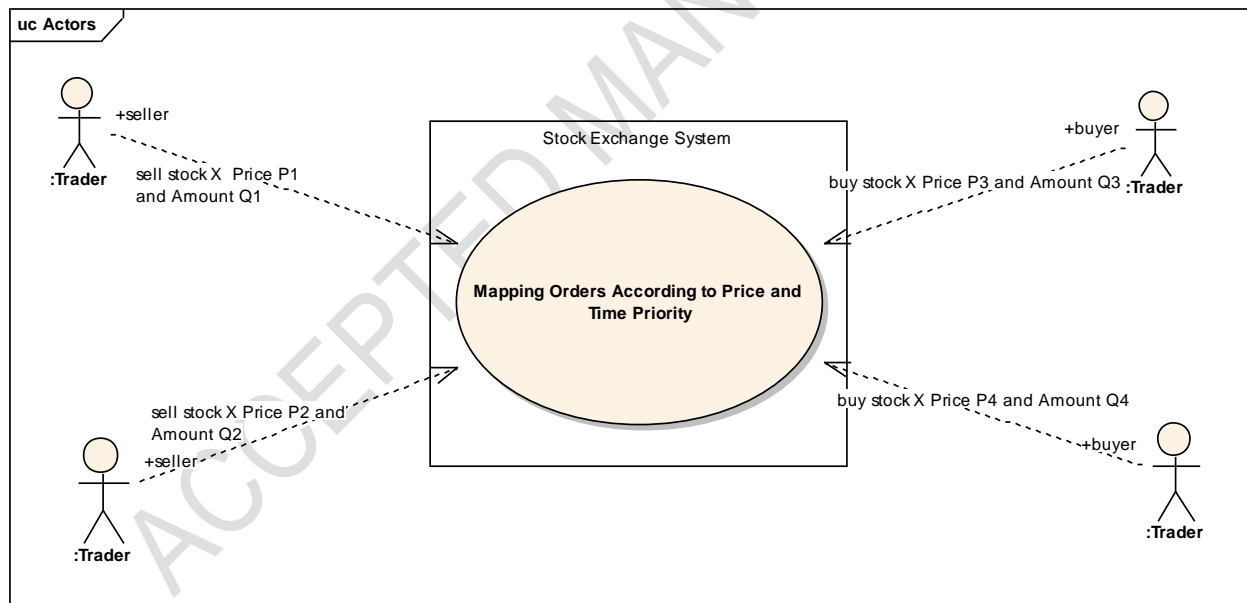 uc Actors
+seller
:Trader
sell stock X Price P1
and Amount Q1
Stock Exchange System
+buyer
:Trader
buy stock X Price P3 and Amount Q3
Mapping Orders According to Price and
Time Priority
sell stock X Price P2 and
Amount Q2
+seller
:Trader
buy stock X Price P4 and Amount Q4
+buyer
:Trader
ACCEPTED MAN